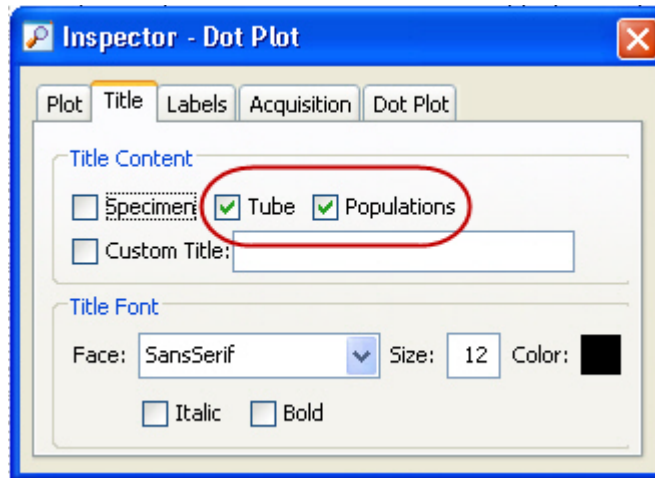 Inspector - Dot Plot
Plot Title Labels Acquisition Dot Plot
Title Content
Specimen Tube Populations
Custom Title:
Title Font
Face: SansSerif Size: 12 Color:
Italic Bold